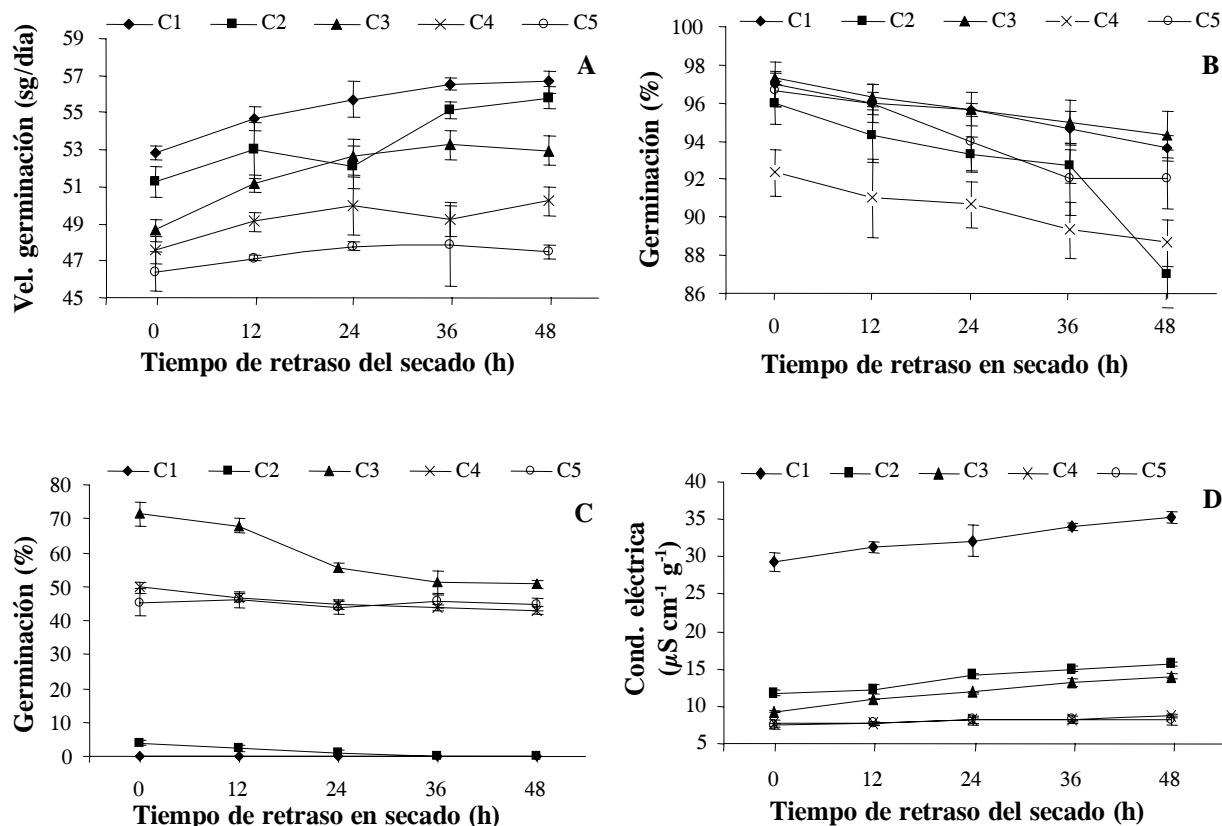 C1 C2 C3 C4 C5
A
Vel. germinación (sg/día)
59
57
55
53
51
49
47
45
0 12 24 36 48
Tiempo de retraso del secado (h)
C1 C2 C3 C4 C5
B
Germinación (%)
100
98
96
94
92
90
88
86
0 12 24 36 48
Tiempo de retraso en secado (h)
C1 C2 C3 C4 C5
C
Germinación (%)
80
70
60
50
40
30
20
10
0
0 12 24 36 48
Tiempo de retraso en secado (h)
C1 C2 C3 C4 C5
D
Cond. eléctrica
(µS cm⁻¹ g⁻¹)
40
35
30
25
20
15
10
5
0 12 24 36 48
Tiempo de retraso del secado (h)